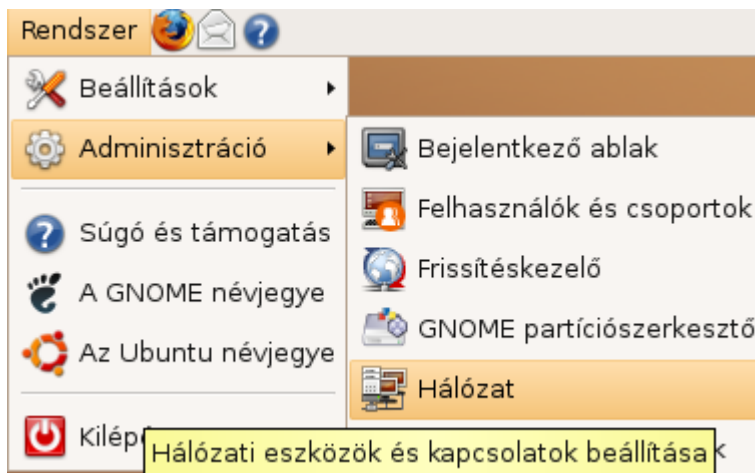 Rendszer
Beállítások
Adminisztráció
Súgó és támogatás
A GNOME névjegye
Az Ubuntu névjegye
Bejelentkező ablak
Felhasználók és csoportok
Frissítéskezelő
GNOME partíciószerkesztő
Hálózat
Hálózati eszközök és kapcsolatok beállítása